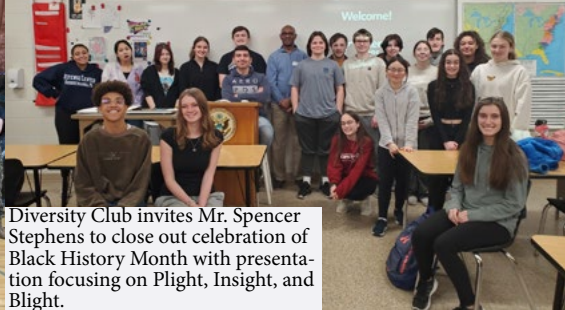 Welcome!
Diversity Club invites Mr. Spencer
Stephens to close out celebration of
Black History Month with presenta-
tion focusing on Plight, Insight, and
Blight.